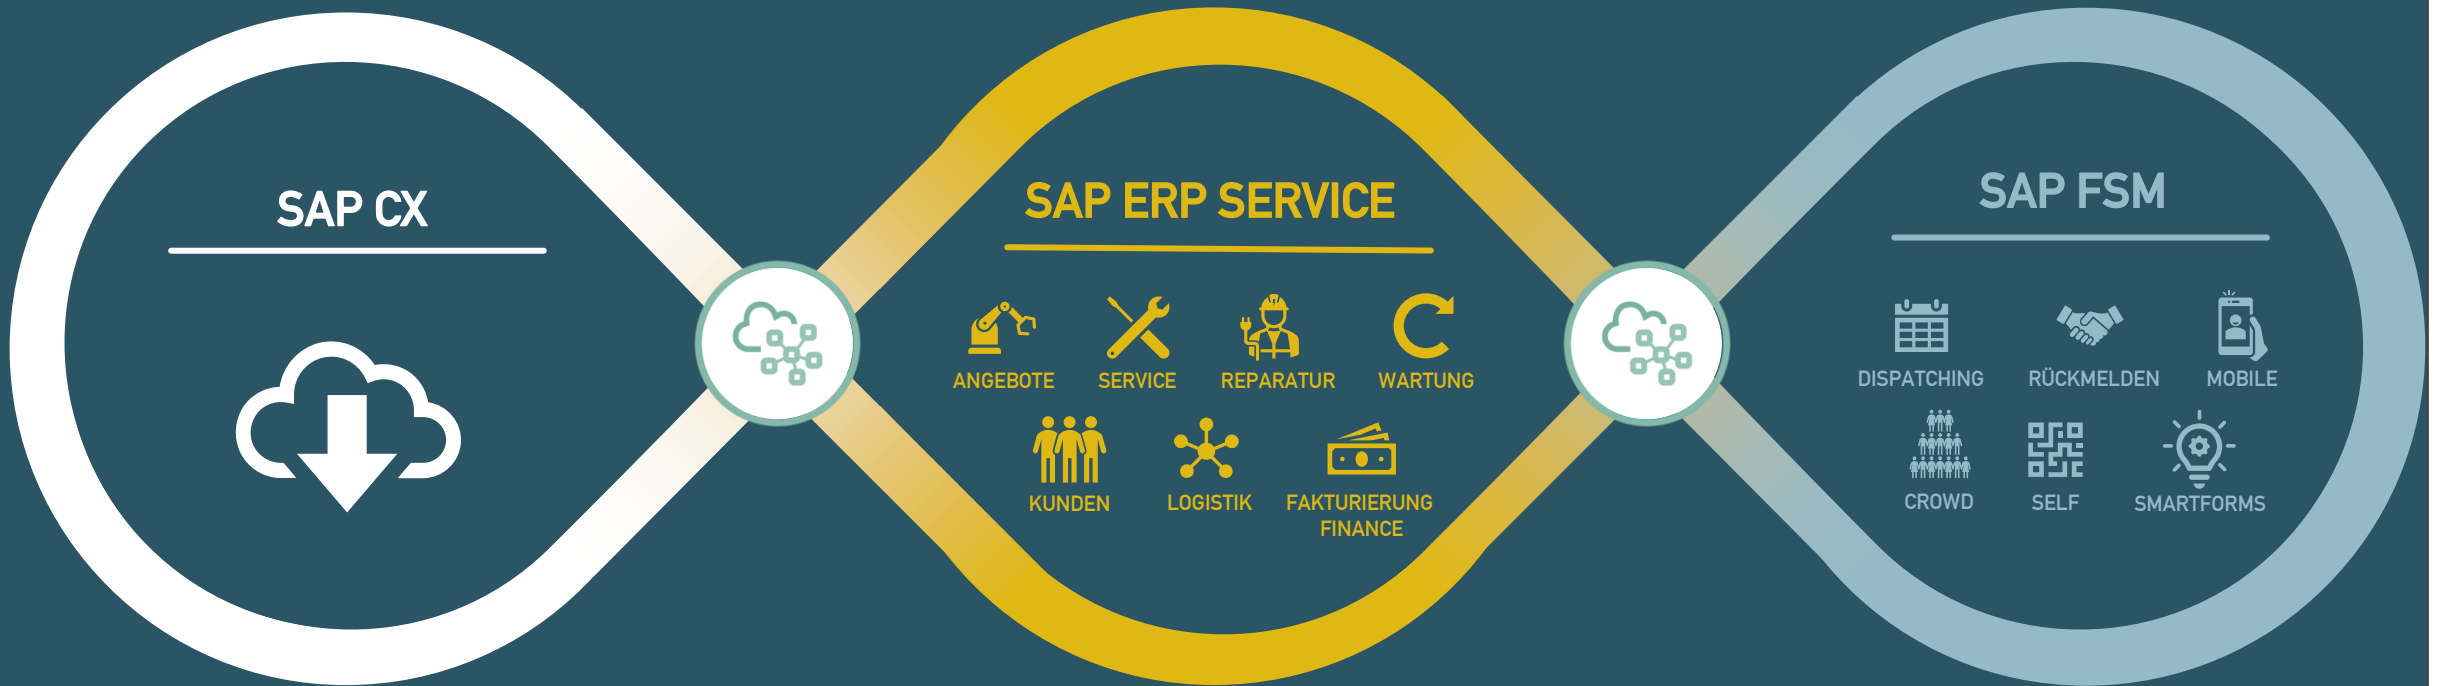 SAP CX
SAP ERP SERVICE
ANGEBOTE SERVICE REPARATUR WARTUNG
KUNDEN LOGISTIK FAKTURIERUNG
FINANCE
SAP FSM
DISPATCHING RÜCKMELDEN MOBILE
CROWD SELF SMARTFORMS